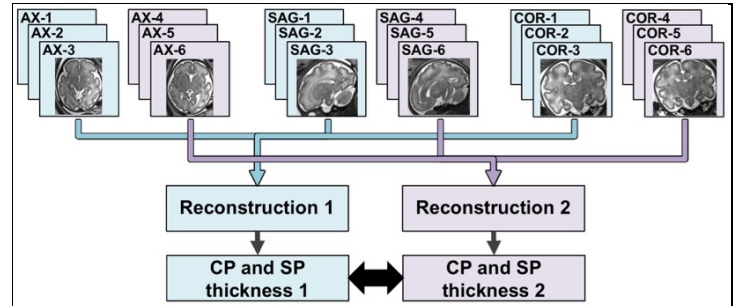 AX-1
AX-2
AX-3
AX-4
AX-5
AX-6
SAG-1
SAG-2
SAG-3
SAG-4
SAG-5
SAG-6
COR-1
COR-2
COR-3
COR-4
COR-5
COR-6
Reconstruction 1
Reconstruction 2
CP and SP
thickness 1
CP and SP
thickness 2